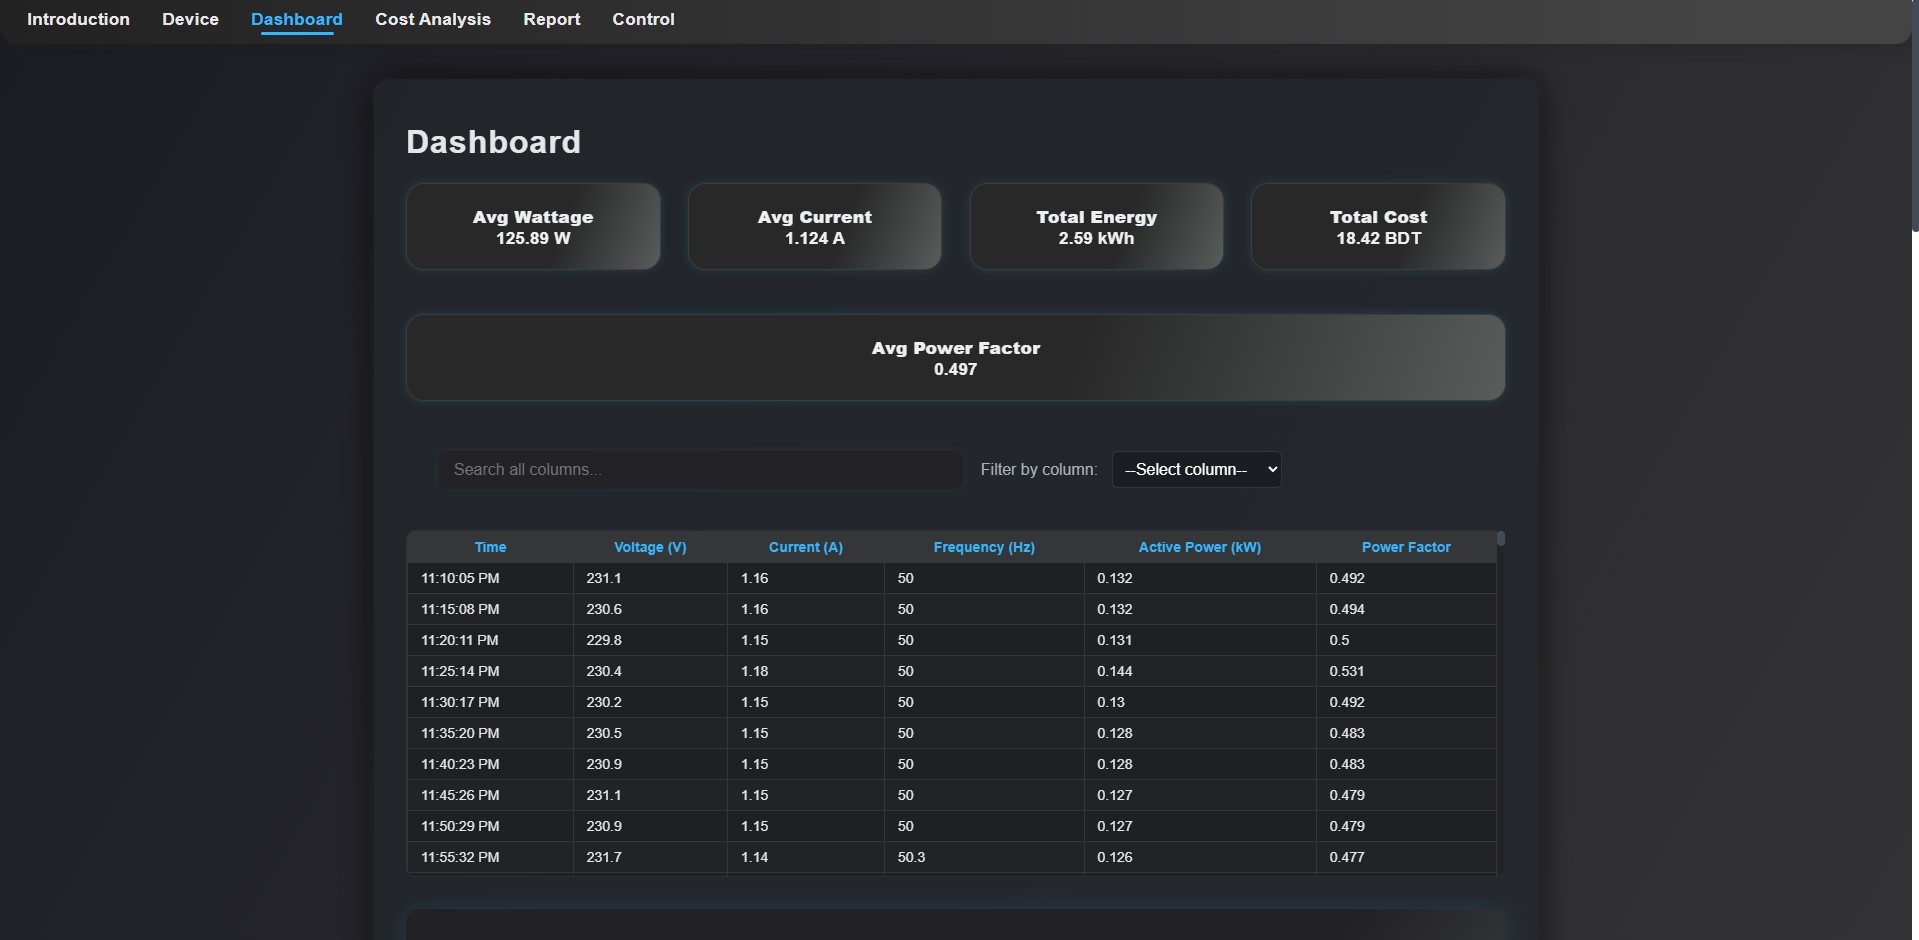 Introduction Device Dashboard Cost Analysis Report Control
Dashboard
Avg Wattage Avg Current Total Energy Total Cost
125.89 W 1.124 A 2.59 kWh 18.42 BDT
Avg Power Factor
0.497
Search all columns... Filter by column: --Select column--
Time Voltage (V) Current (A) Frequency (Hz) Active Power (kW) Power Factor
11:10:05 PM 231.1 1.16 50 0.132 0.492
11:15:08 PM 230.6 1.16 50 0.132 0.494
11:20:11 PM 229.8 1.15 50 0.131 0.5
11:25:14 PM 230.4 1.18 50 0.144 0.531
11:30:17 PM 230.2 1.15 50 0.13 0.492
11:35:20 PM 230.5 1.15 50 0.128 0.483
11:40:23 PM 230.9 1.15 50 0.128 0.483
11:45:26 PM 231.1 1.15 50 0.127 0.479
11:50:29 PM 230.9 1.15 50 0.127 0.479
11:55:32 PM 231.7 1.14 50.3 0.126 0.477